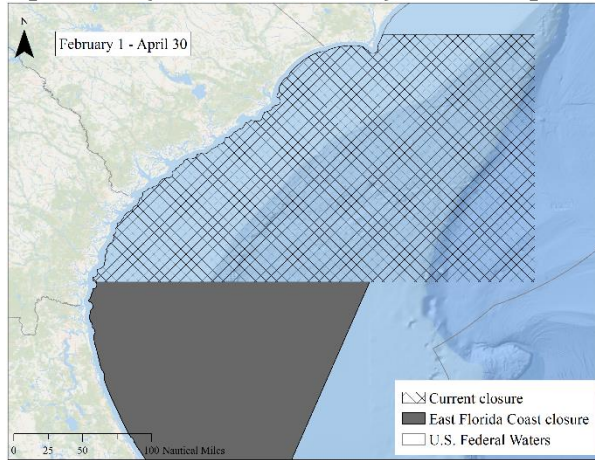 N
February 1 - April 30
Current closure
East Florida Coast closure
U.S. Federal Waters
0 25 50 100 Nautical Miles